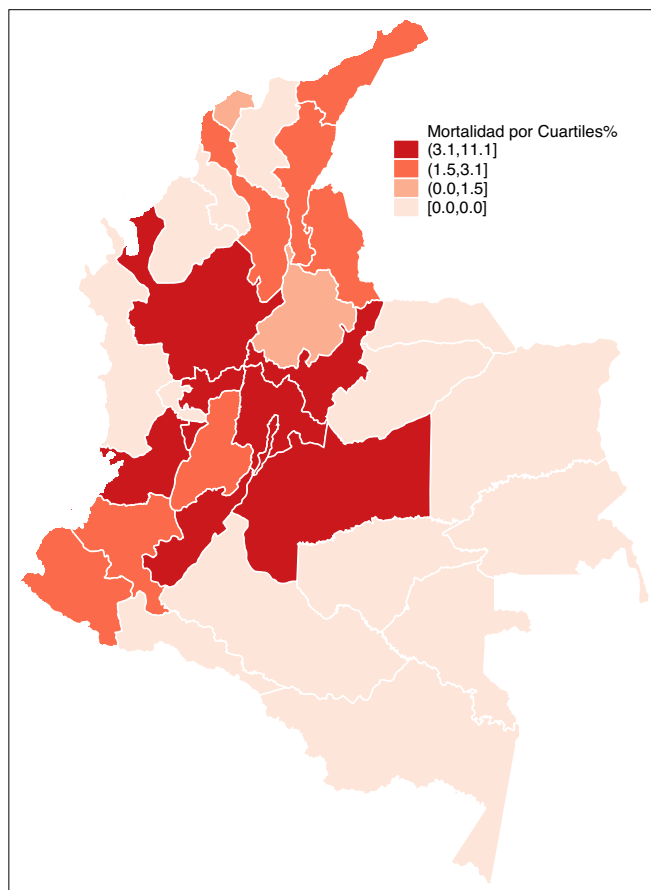 Mortalidad por Cuartiles%
(3.1,11.1]
(1.5,3.1]
(0.0,1.5]
[0.0,0.0]